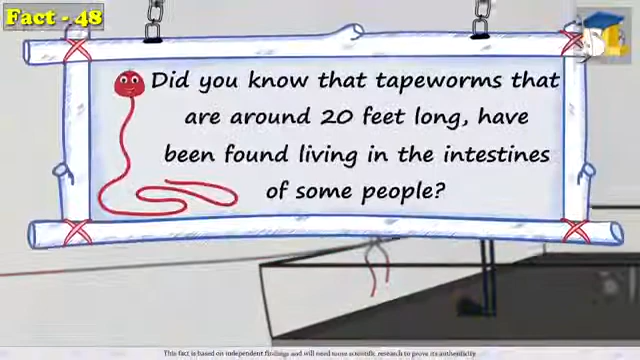 Fact - 48
Did you know that tapeworms that
are around 20 feet long, have
been found living in the intestines
of some people?
This fact is based on independent findings and will need more scientific research to prove its authenticity